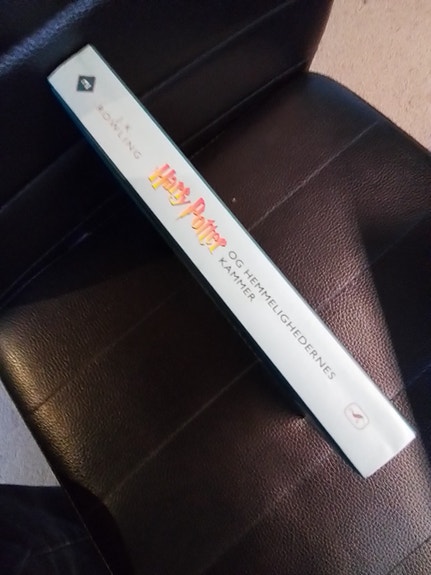 J. K.
ROWLING
Harry Potter
OG HEMMELIGHEDERNES
KAMMER